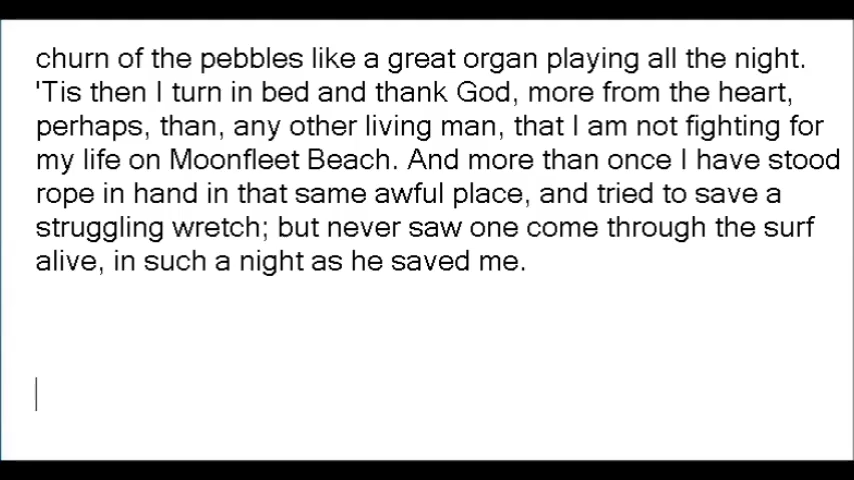 churn of the pebbles like a great organ playing all the night.
'Tis then I turn in bed and thank God, more from the heart,
perhaps, than, any other living man, that I am not fighting for
my life on Moonfleet Beach. And more than once I have stood
rope in hand in that same awful place, and tried to save a
struggling wretch; but never saw one come through the surf
alive, in such a night as he saved me.